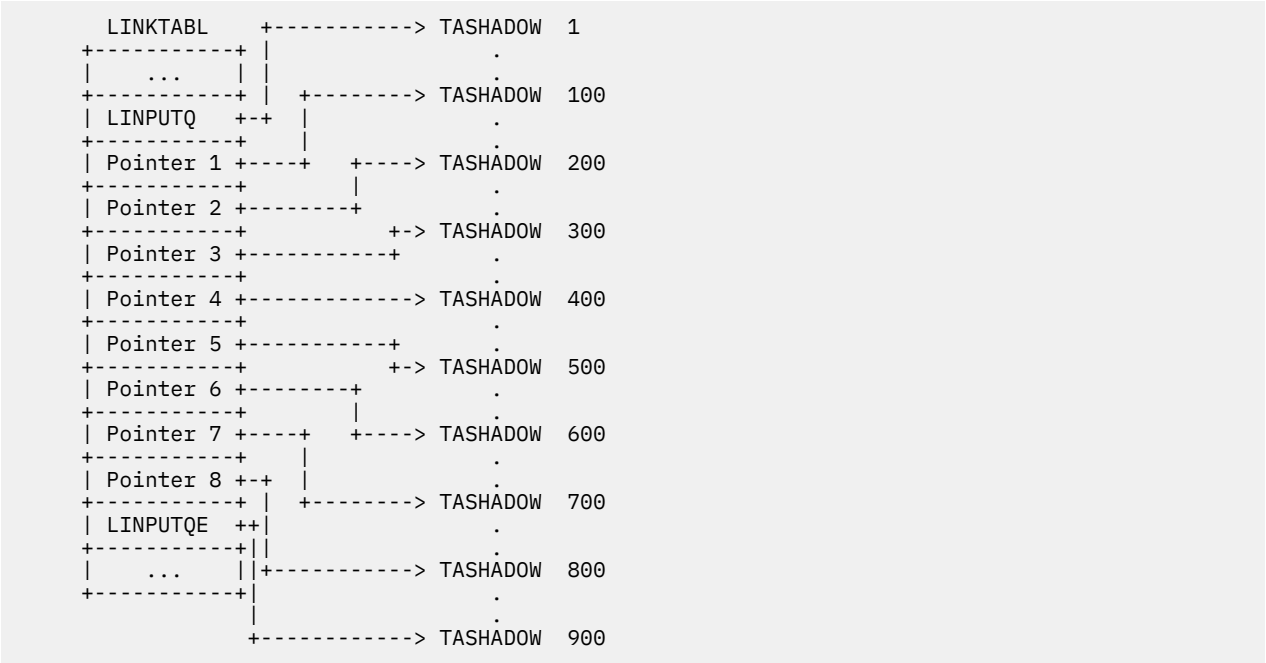 LINKTABL     +------------> TASHADOW  1
+-----------+ |                  .
|    ...    | |                  .
+-----------+ |  +--------> TASHADOW  100
| LINPUTQ   +-+  |               .
+-----------+    |               .
| Pointer 1 +----+   +----> TASHADOW  200
+-----------+        |           .
| Pointer 2 +--------+           .
+-----------+           +-> TASHADOW  300
| Pointer 3 +-----------+        .
+-----------+                    .
| Pointer 4 +-------------> TASHADOW  400
+-----------+                    .
| Pointer 5 +-----------+        .
+-----------+           +-> TASHADOW  500
| Pointer 6 +--------+           .
+-----------+        |           .
| Pointer 7 +----+   +----> TASHADOW  600
+-----------+    |               .
| Pointer 8 +-+  |               .
+-----------+ |  +--------> TASHADOW  700
| LINPUTQE  ++|                  .
+-----------+||                  .
|    ...    ||+-----------> TASHADOW  800
+-----------+|                   .
             |                   .
             +------------> TASHADOW  900